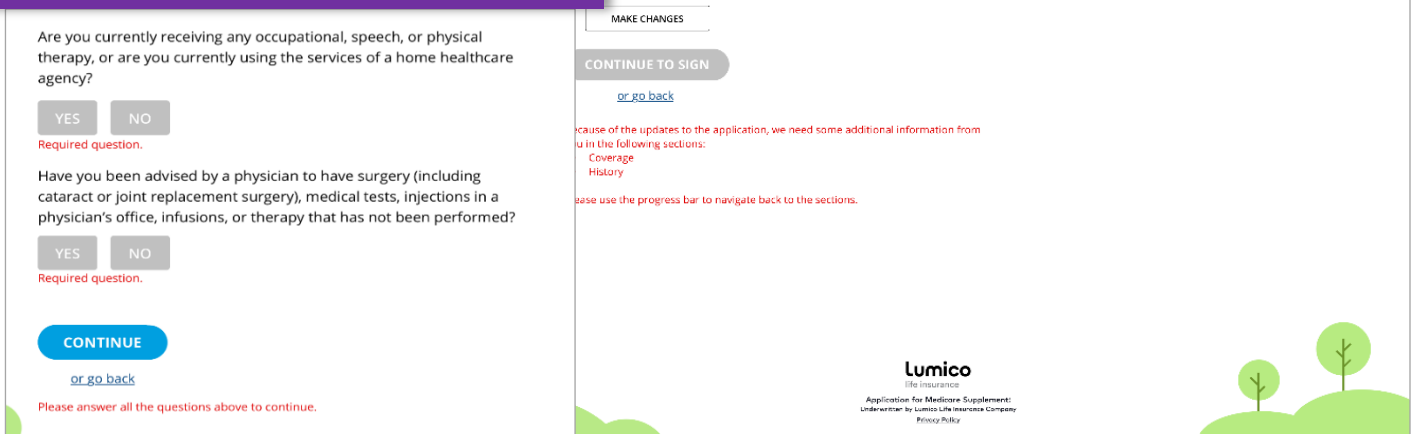 Are you currently receiving any occupational, speech, or physical
therapy, or are you currently using the services of a home healthcare
agency?
YES NO
Required question.
Have you been advised by a physician to have surgery (including
cataract or joint replacement surgery), medical tests, injections in a
physician's office, infusions, or therapy that has not been performed?
YES NO
Required question.
CONTINUE
or go back
Please answer all the questions above to continue.
MAKE CHANGES
CONTINUE TO SIGN
or go back
ecause of the updates to the application, we need some additional information from
u in the following sections:
Coverage
History
ease use the progress bar to navigate back to the sections.
Lumico
life insurance
Application for Medicare Supplement:
Underwritten by Lumico Life Insurance Company
Privacy Policy